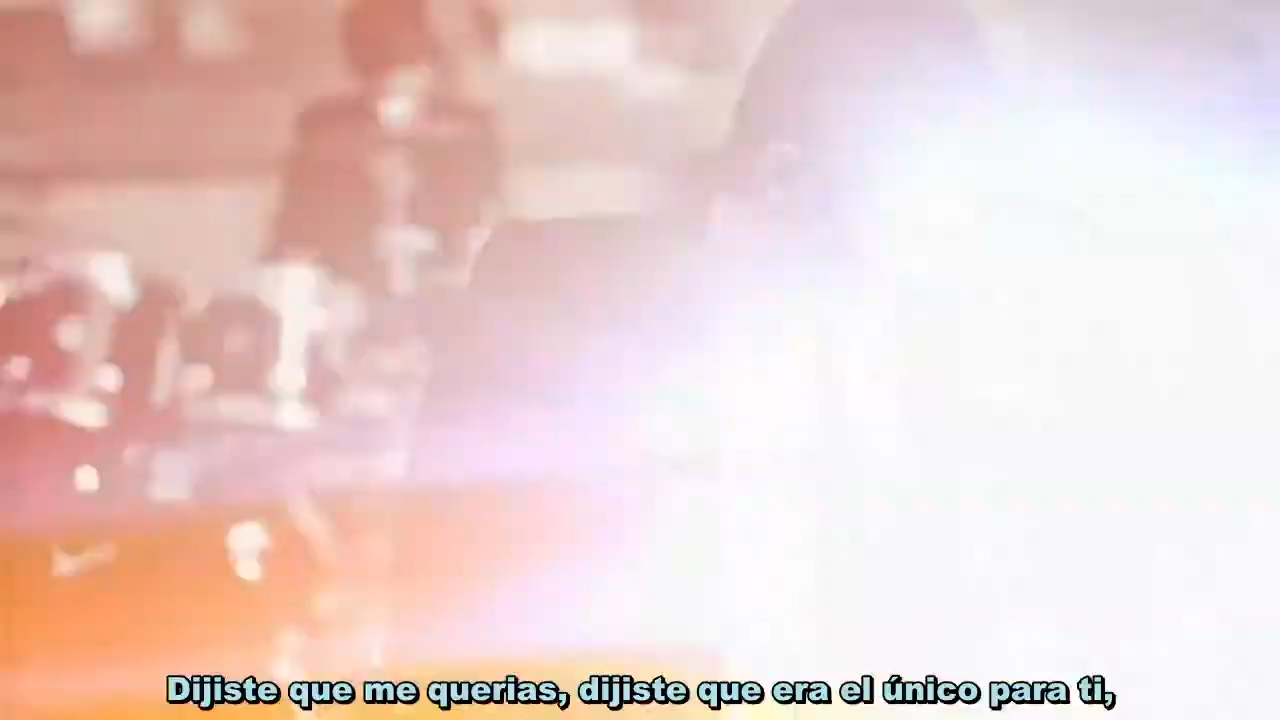 Dijiste que me querias, dijiste que era el único para ti,